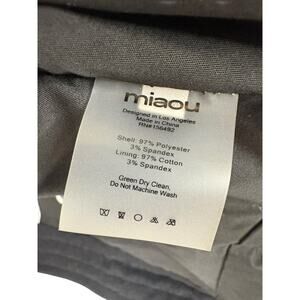 miaou
Designed in Los Angeles
Made in China
RN#156492
Shell: 97% Polyester
3% Spandex
Lining: 97% Cotton
3% Spandex
Green Dry Clean,
Do Not Machine Wash